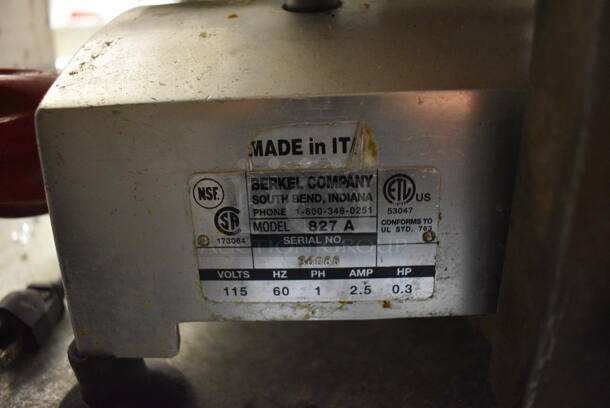 MADE in IT
NSF.
BERKEL COMPANY
SOUTH BEND, INDIANA
PHONE 1-800-348-0251
MODEL 827 A
SERIAL NO.
173064
ETL US
53047
CONFORMS TO
UL STD. 763
VOLTS HZ PH AMP HP
115 60 1 2.5 0.3